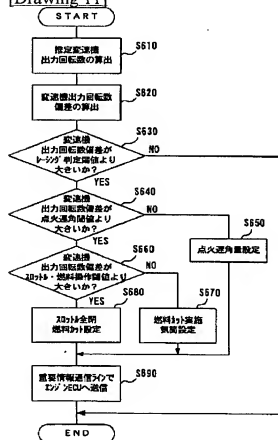 [Drawing 11]
START
S610
推定変速機
出力回転数の算出
S620
変速機出力回転数
偏差の算出
S630
変速機
出力回転数偏差が
レーシング判定閾値より
大きいか?
NO
YES
S640
変速機
出力回転数偏差が
点火遅角閾値より
大きいか?
NO
S650
点火遅角量設定
YES
S660
変速機
出力回転数偏差が
スロットル・燃料操作閾値より
大きいか?
NO
S670
燃料カット実施
気筒設定
YES
S680
スロットル全閉
燃料カット設定
S690
重要情報通信ラインで
エンジンECUへ送信
END